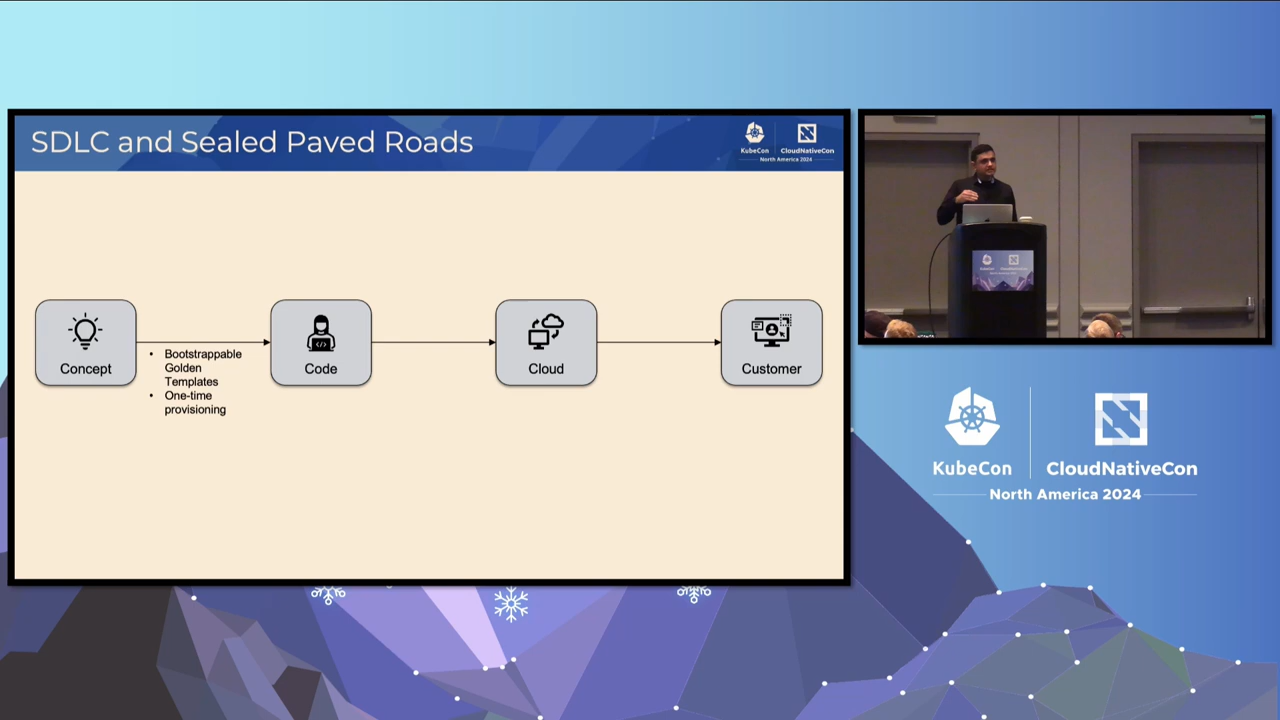 SDLC and Sealed Paved Roads
KubeCon
CloudNativeCon
North America 2024
Concept
• Bootstrappable
Golden
Templates
• One-time
provisioning
Code
Cloud
Customer
KubeCon
CloudNativeCon
North America 2024